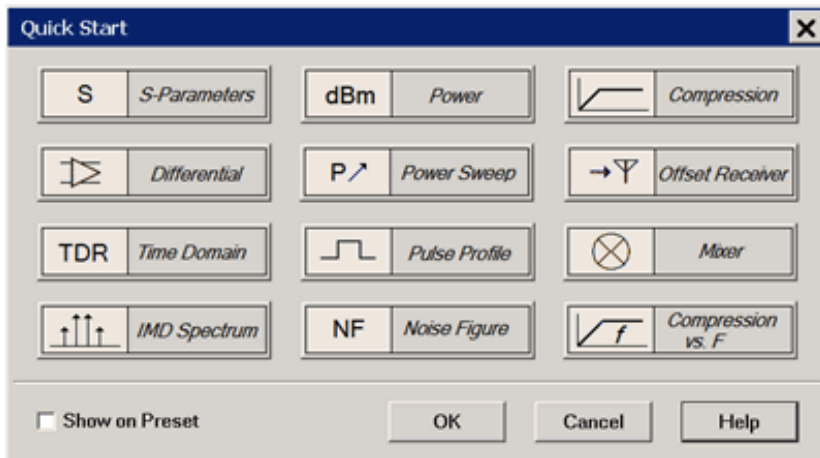 Quick Start
S S-Parameters
dBm Power
Compression
Differential
P Power Sweep
Offset Receiver
TDR Time Domain
Pulse Profile
Mixer
IMD Spectrum
NF Noise Figure
f Compression
vs. F
Show on Preset
OK
Cancel
Help